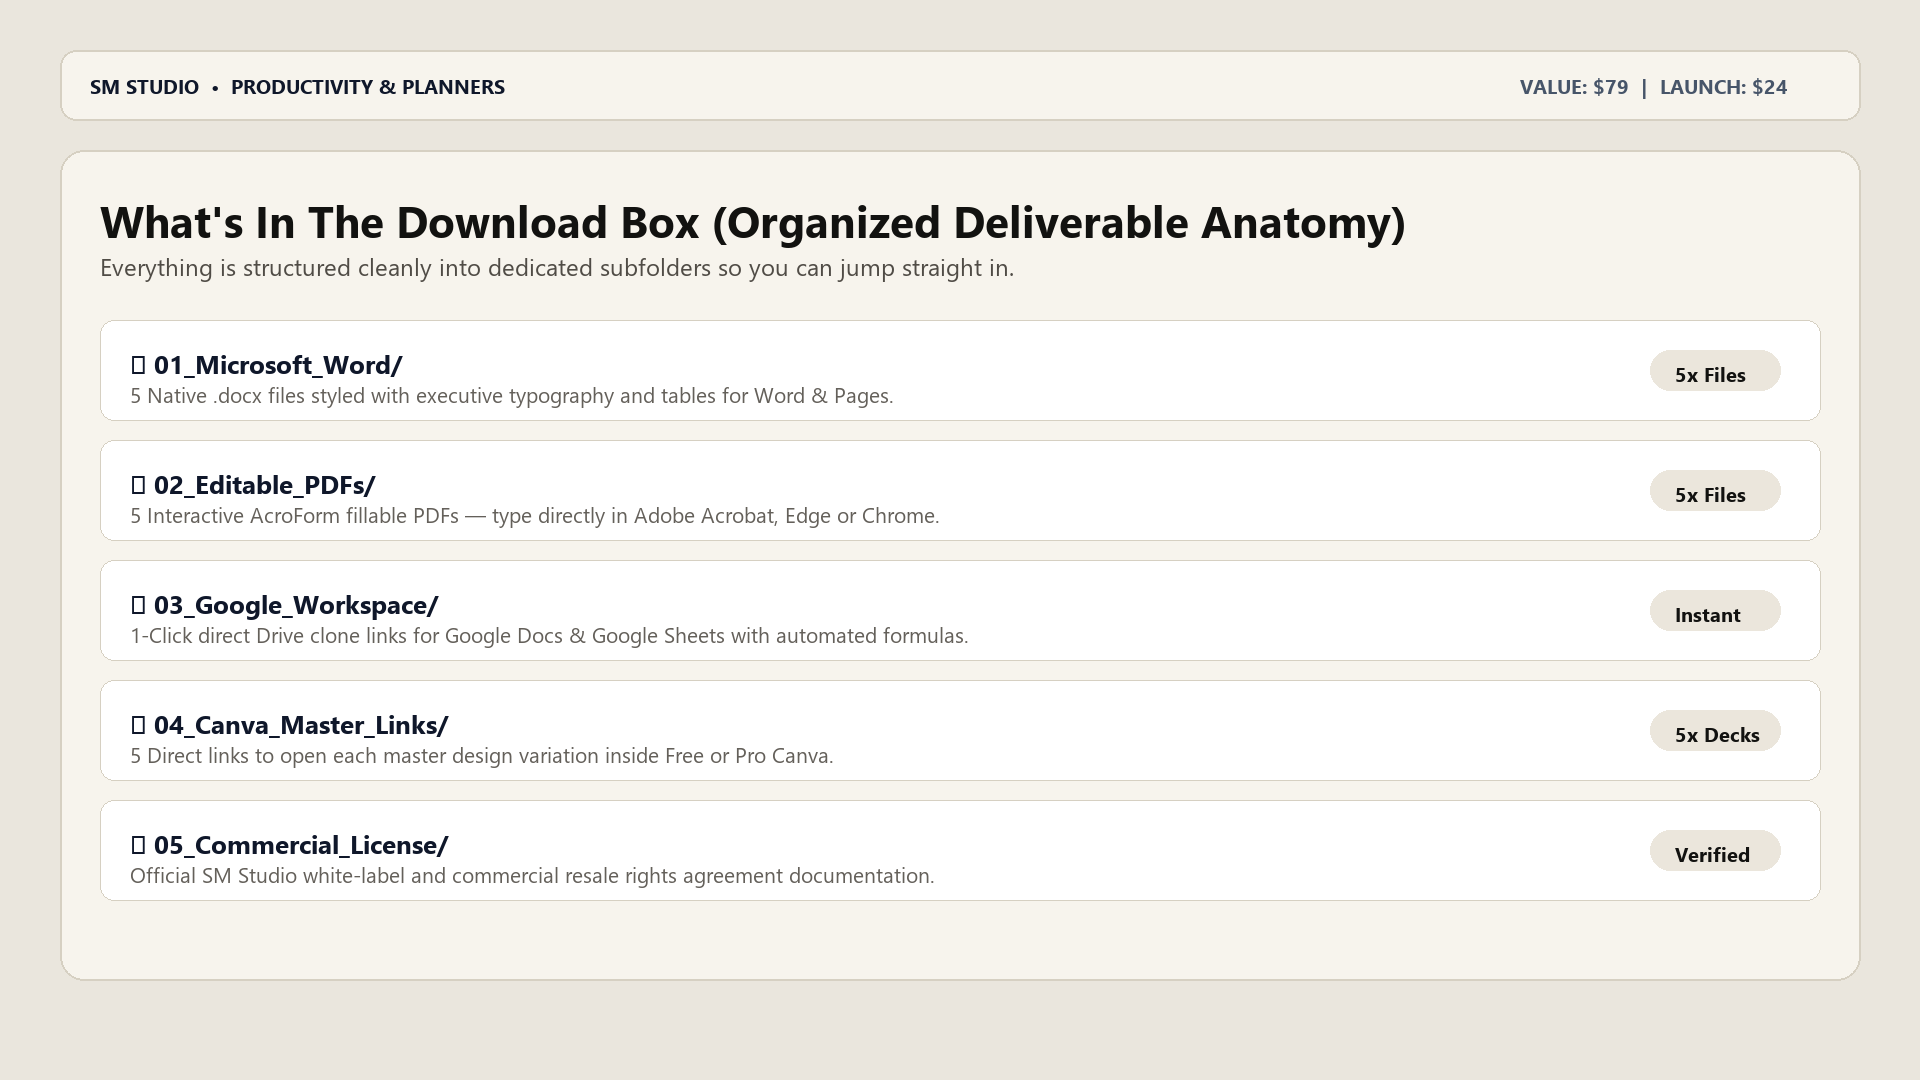 SM STUDIO • PRODUCTIVITY & PLANNERS
VALUE: $79 | LAUNCH: $24
What's In The Download Box (Organized Deliverable Anatomy)
Everything is structured cleanly into dedicated subfolders so you can jump straight in.
01_Microsoft_Word/
5 Native .docx files styled with executive typography and tables for Word & Pages.
5x Files
02_Editable_PDFs/
5 Interactive AcroForm fillable PDFs — type directly in Adobe Acrobat, Edge or Chrome.
5x Files
03_Google_Workspace/
1-Click direct Drive clone links for Google Docs & Google Sheets with automated formulas.
Instant
04_Canva_Master_Links/
5 Direct links to open each master design variation inside Free or Pro Canva.
5x Decks
05_Commercial_License/
Official SM Studio white-label and commercial resale rights agreement documentation.
Verified